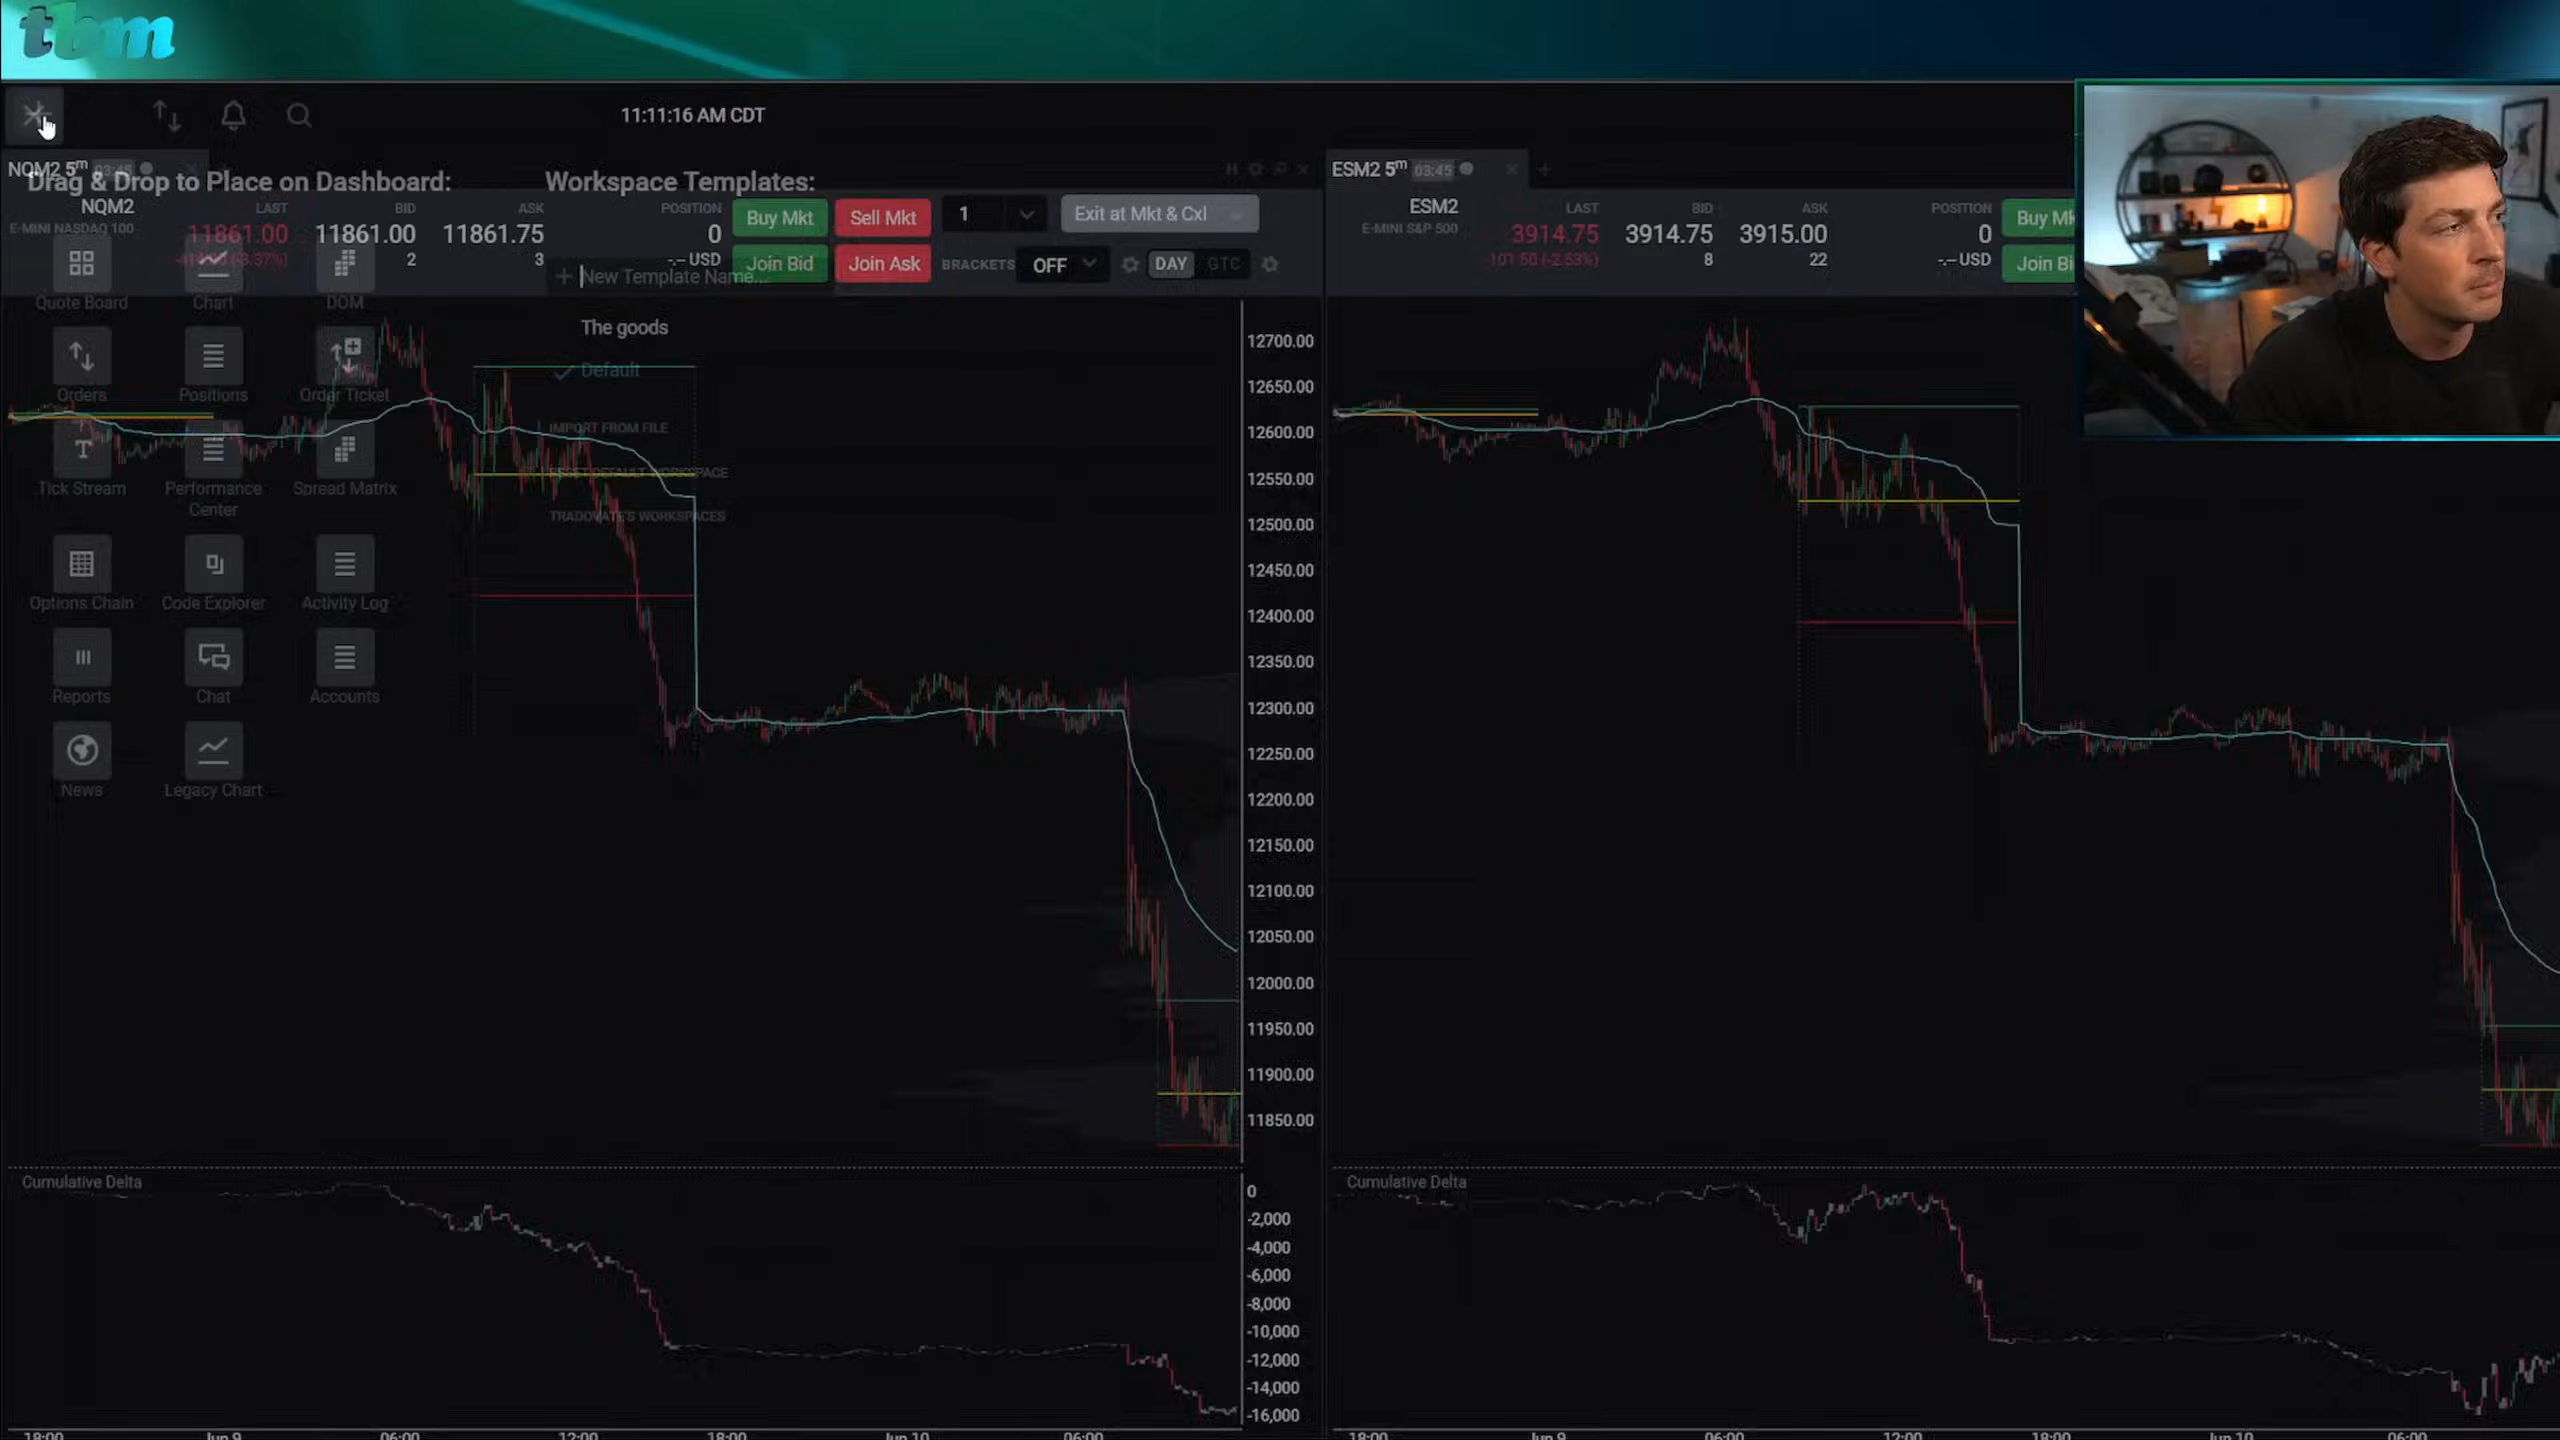 tbm
11:11:16 AM CDT
NQM2 5m 03:45
Drag & Drop to Place on Dashboard:
Workspace Templates:
NQM2
E-MINI NASDAQ 100
LAST
11861.00
BID
11861.00
2
ASK
11861.75
3
POSITION
0
-.-- USD
Buy Mkt
Sell Mkt
1
Exit at Mkt & Cxl
Join Bid
Join Ask
BRACKETS
OFF
DAY
GTC
New Template Name...
The goods
Default
IMPORT FROM FILE
RESET DEFAULT WORKSPACE
TRADOVATE'S WORKSPACES
Quote Board
Chart
DOM
Orders
Positions
Order Ticket
Tick Stream
Performance Center
Spread Matrix
Options Chain
Code Explorer
Activity Log
Reports
Chat
Accounts
News
Legacy Chart
12700.00
12650.00
12600.00
12550.00
12500.00
12450.00
12400.00
12350.00
12300.00
12250.00
12200.00
12150.00
12100.00
12050.00
12000.00
11950.00
11900.00
11850.00
Cumulative Delta
0
-2,000
-4,000
-6,000
-8,000
-10,000
-12,000
-14,000
-16,000
18:00
Jun 9
06:00
12:00
18:00
Jun 10
06:00
ESM2 5m 03:45
ESM2
E-MINI S&P 500
LAST
3914.75
-101.50 (-2.53%)
BID
3914.75
8
ASK
3915.00
22
POSITION
0
-.-- USD
Buy
Join
Cumulative Delta
18:00
Jun 9
06:00
12:00
18:00
Jun 10
06:00